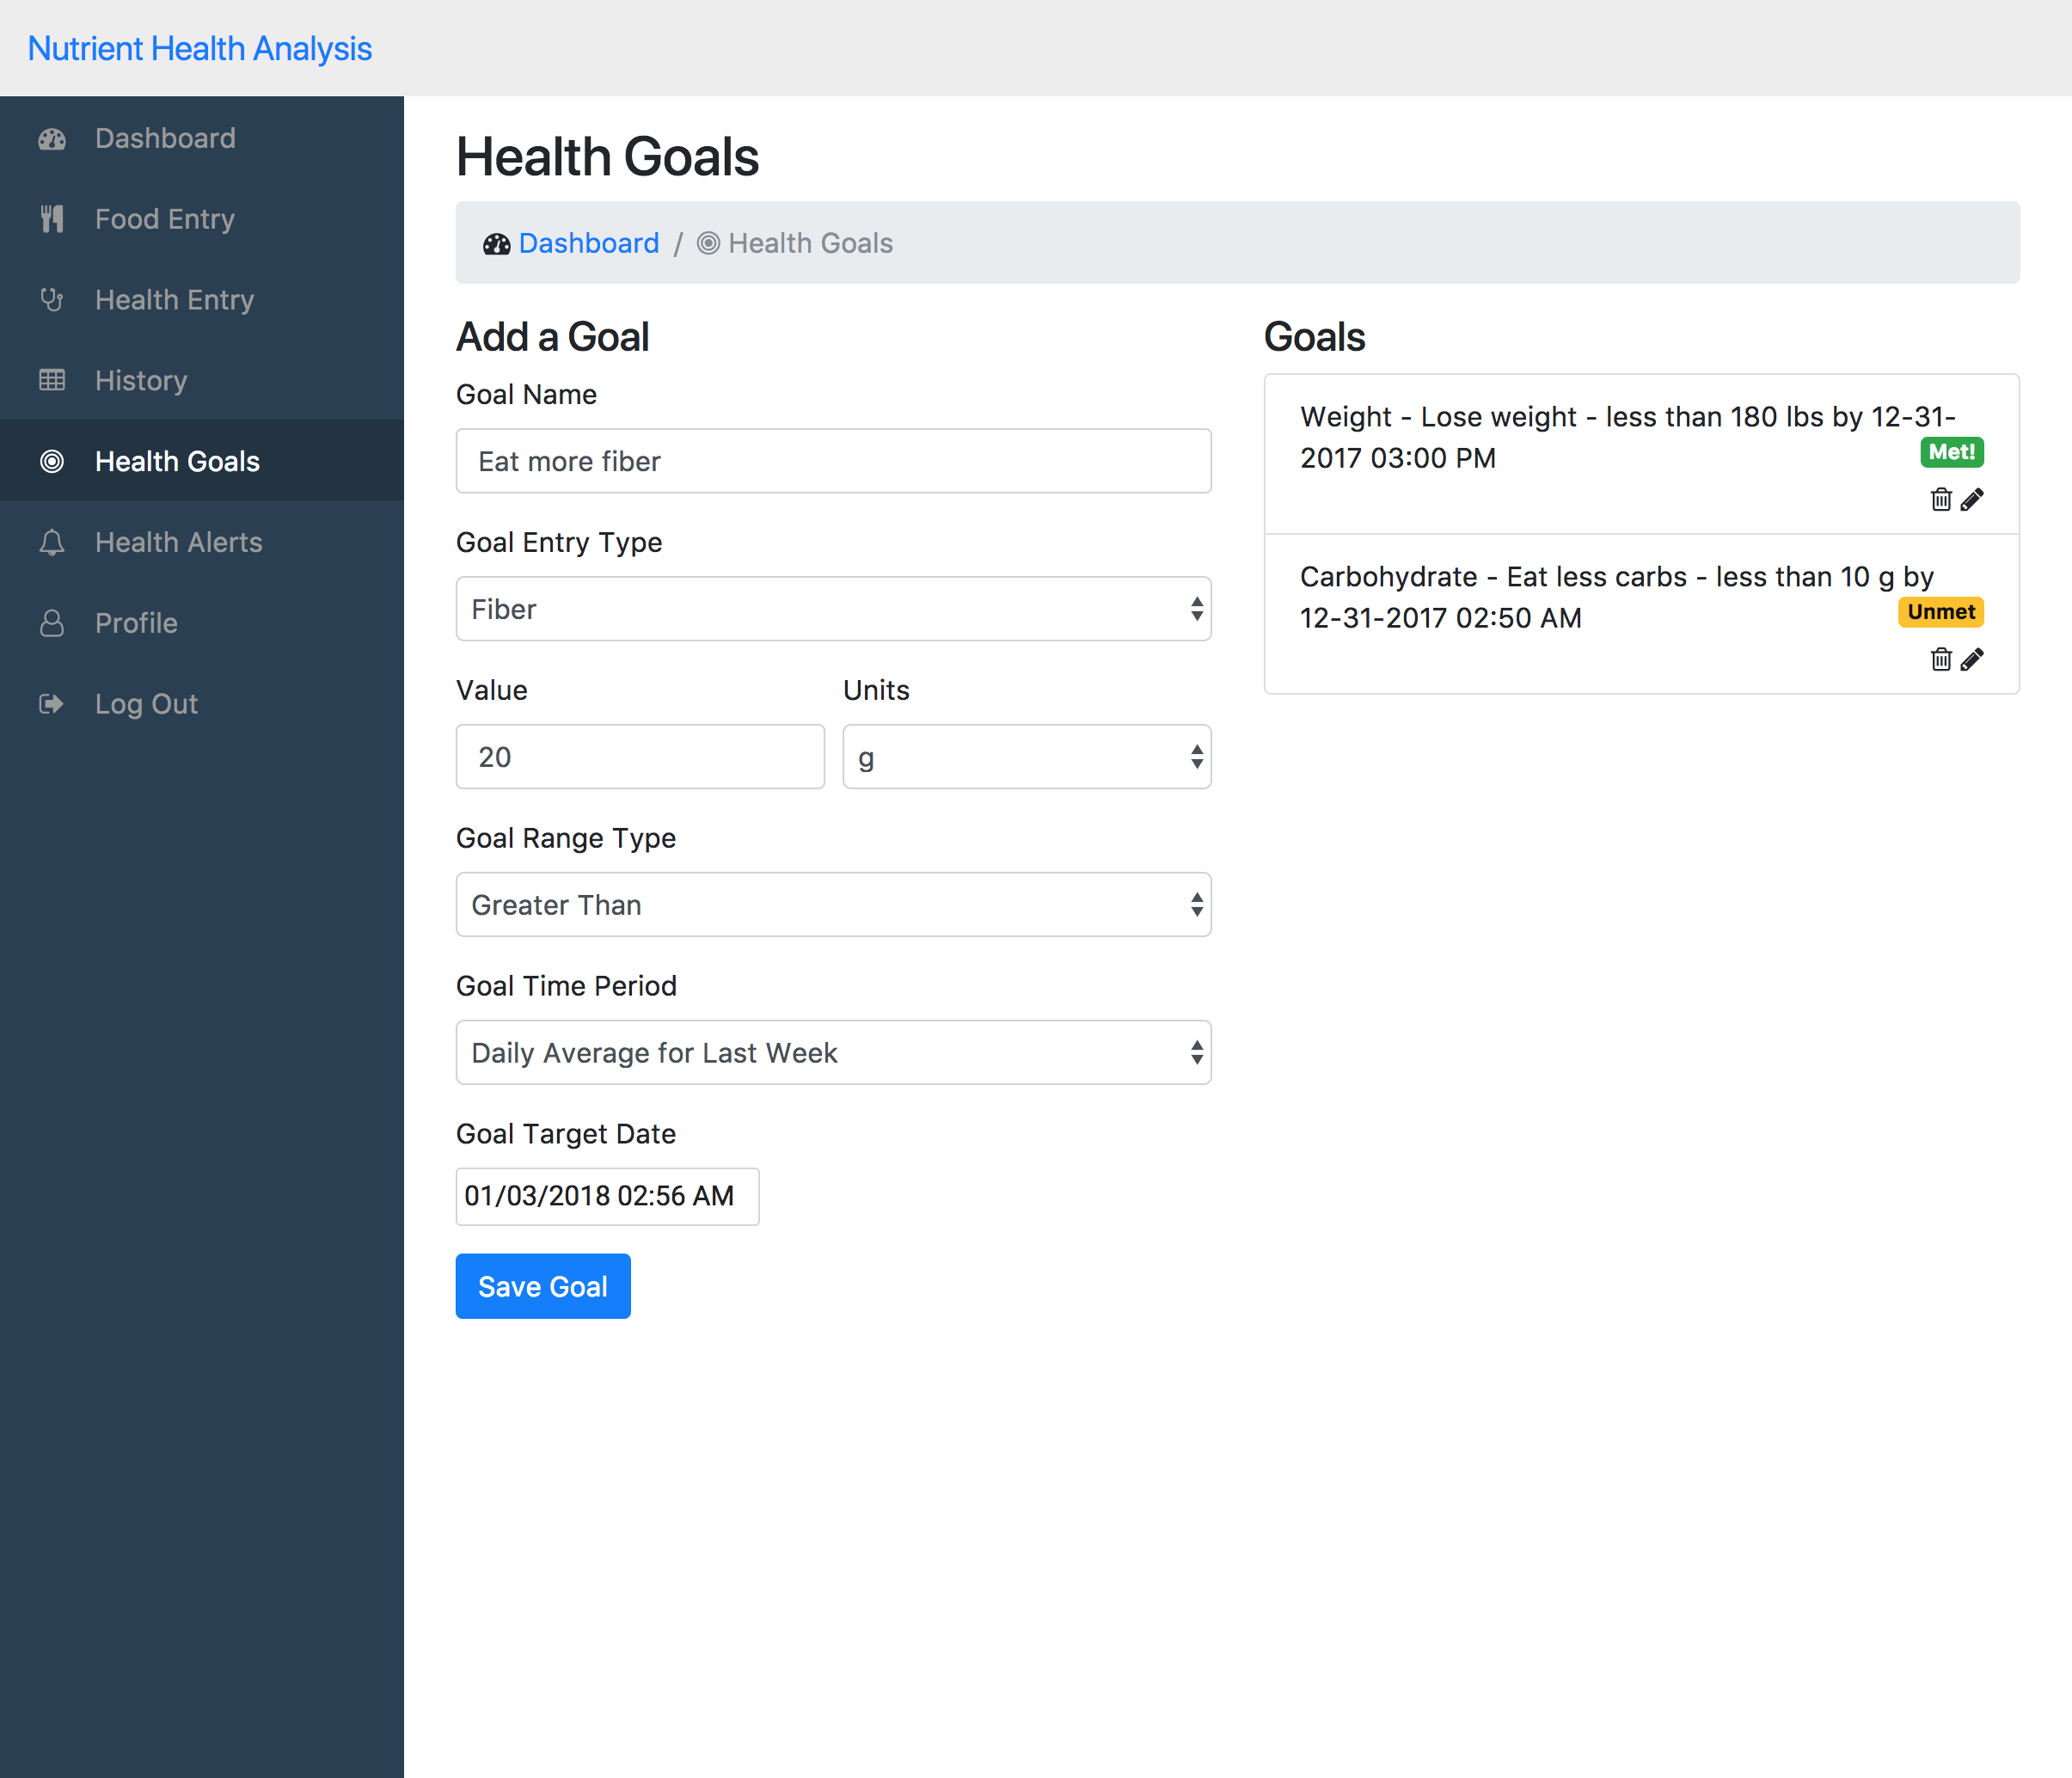 Nutrient Health Analysis
Dashboard
Food Entry
Health Entry
History
Health Goals
Health Alerts
Profile
Log Out
Health Goals
Dashboard / Health Goals
Add a Goal
Goal Name
Eat more fiber
Goal Entry Type
Fiber
Value Units
20 g
Goal Range Type
Greater Than
Goal Time Period
Daily Average for Last Week
Goal Target Date
01/03/2018 02:56 AM
Save Goal
Goals
Weight - Lose weight - less than 180 lbs by 12-31-
2017 03:00 PM
Met!
Carbohydrate - Eat less carbs - less than 10 g by
12-31-2017 02:50 AM
Unmet